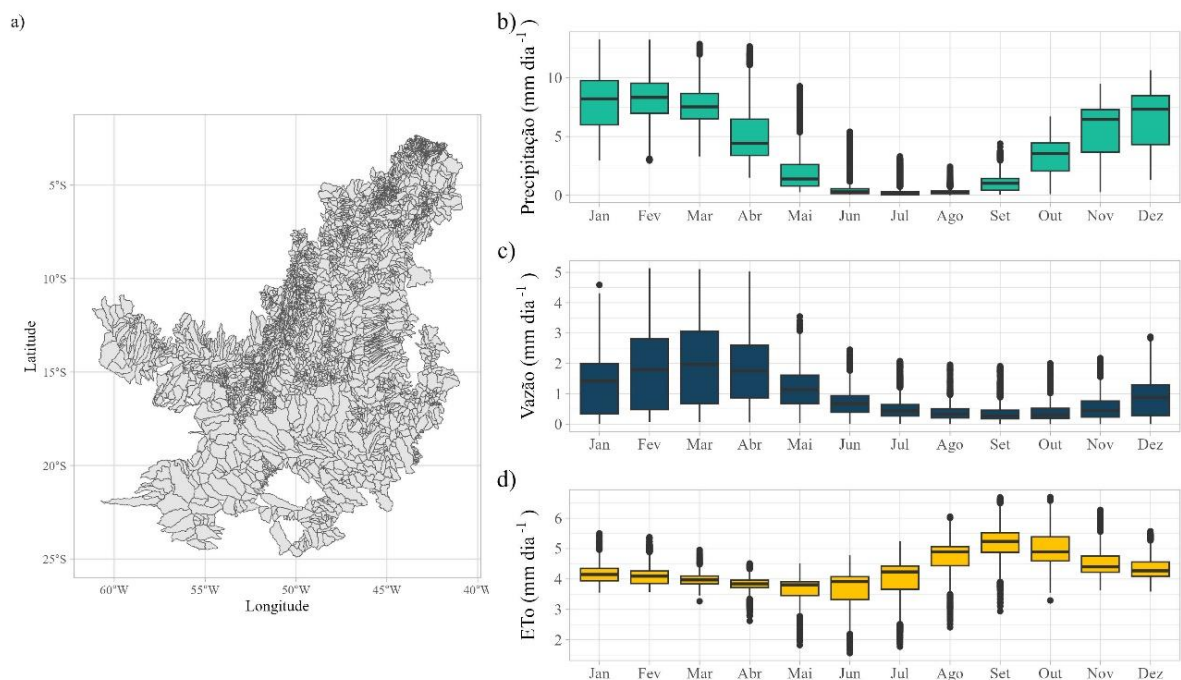 a)
5°S
10°S
15°S
20°S
25°S
Latitude
60°W 55°W 50°W 45°W 40°W
Longitude
b)
Precipitação (mm dia -1 )
10
5
0
Jan Fev Mar Abr Mai Jun Jul Ago Set Out Nov Dez
c)
Vazão (mm dia -1 )
5
4
3
2
1
0
Jan Fev Mar Abr Mai Jun Jul Ago Set Out Nov Dez
d)
ETo (mm dia -1 )
6
5
4
3
2
Jan Fev Mar Abr Mai Jun Jul Ago Set Out Nov Dez